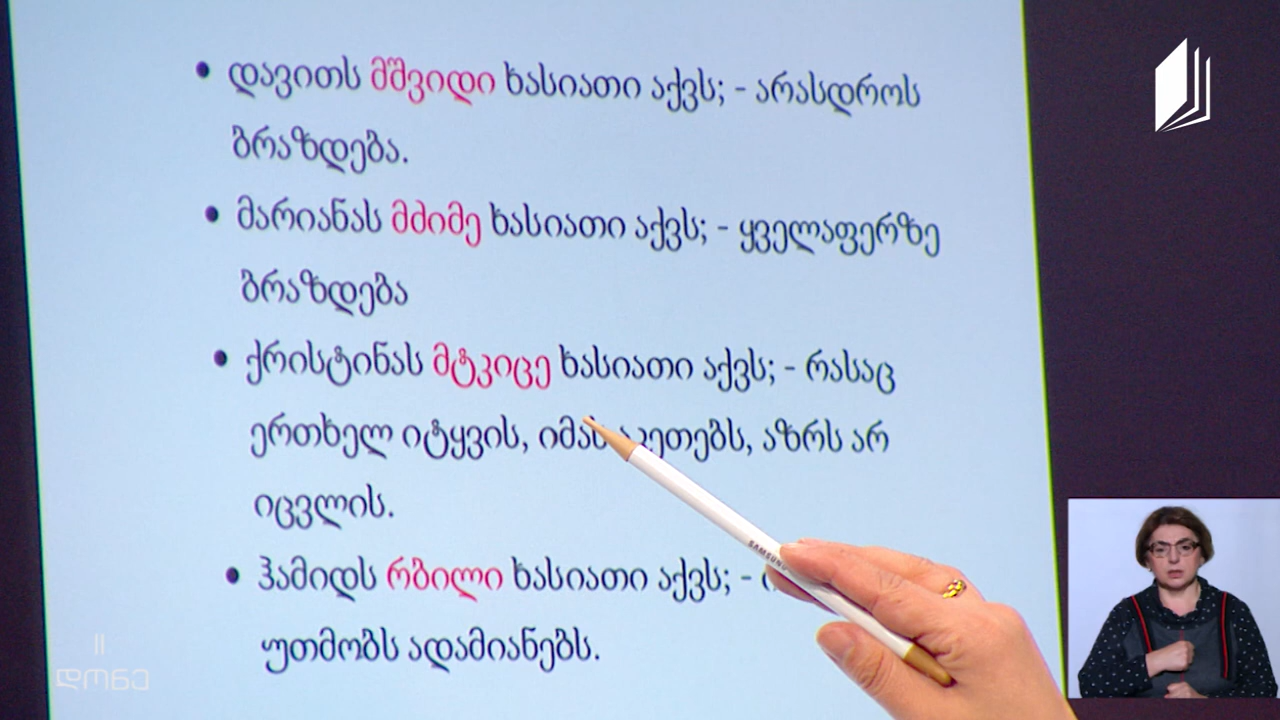 • დავითს მშვიდი ხასიათი აქვს; - არასდროს
ბრაზდება.
• მარიანას მძიმე ხასიათი აქვს; - ყველაფერზე
ბრაზდება
• ქრისტინას მტკიცე ხასიათი აქვს; - რასაც
ერთხელ იტყვის, იმას აკეთებს, აზრს არ
იცვლის.
• ჰამიდს რბილი ხასიათი აქვს; -
უთმობს ადამიანებს.
SAMSUNG
II
დონე